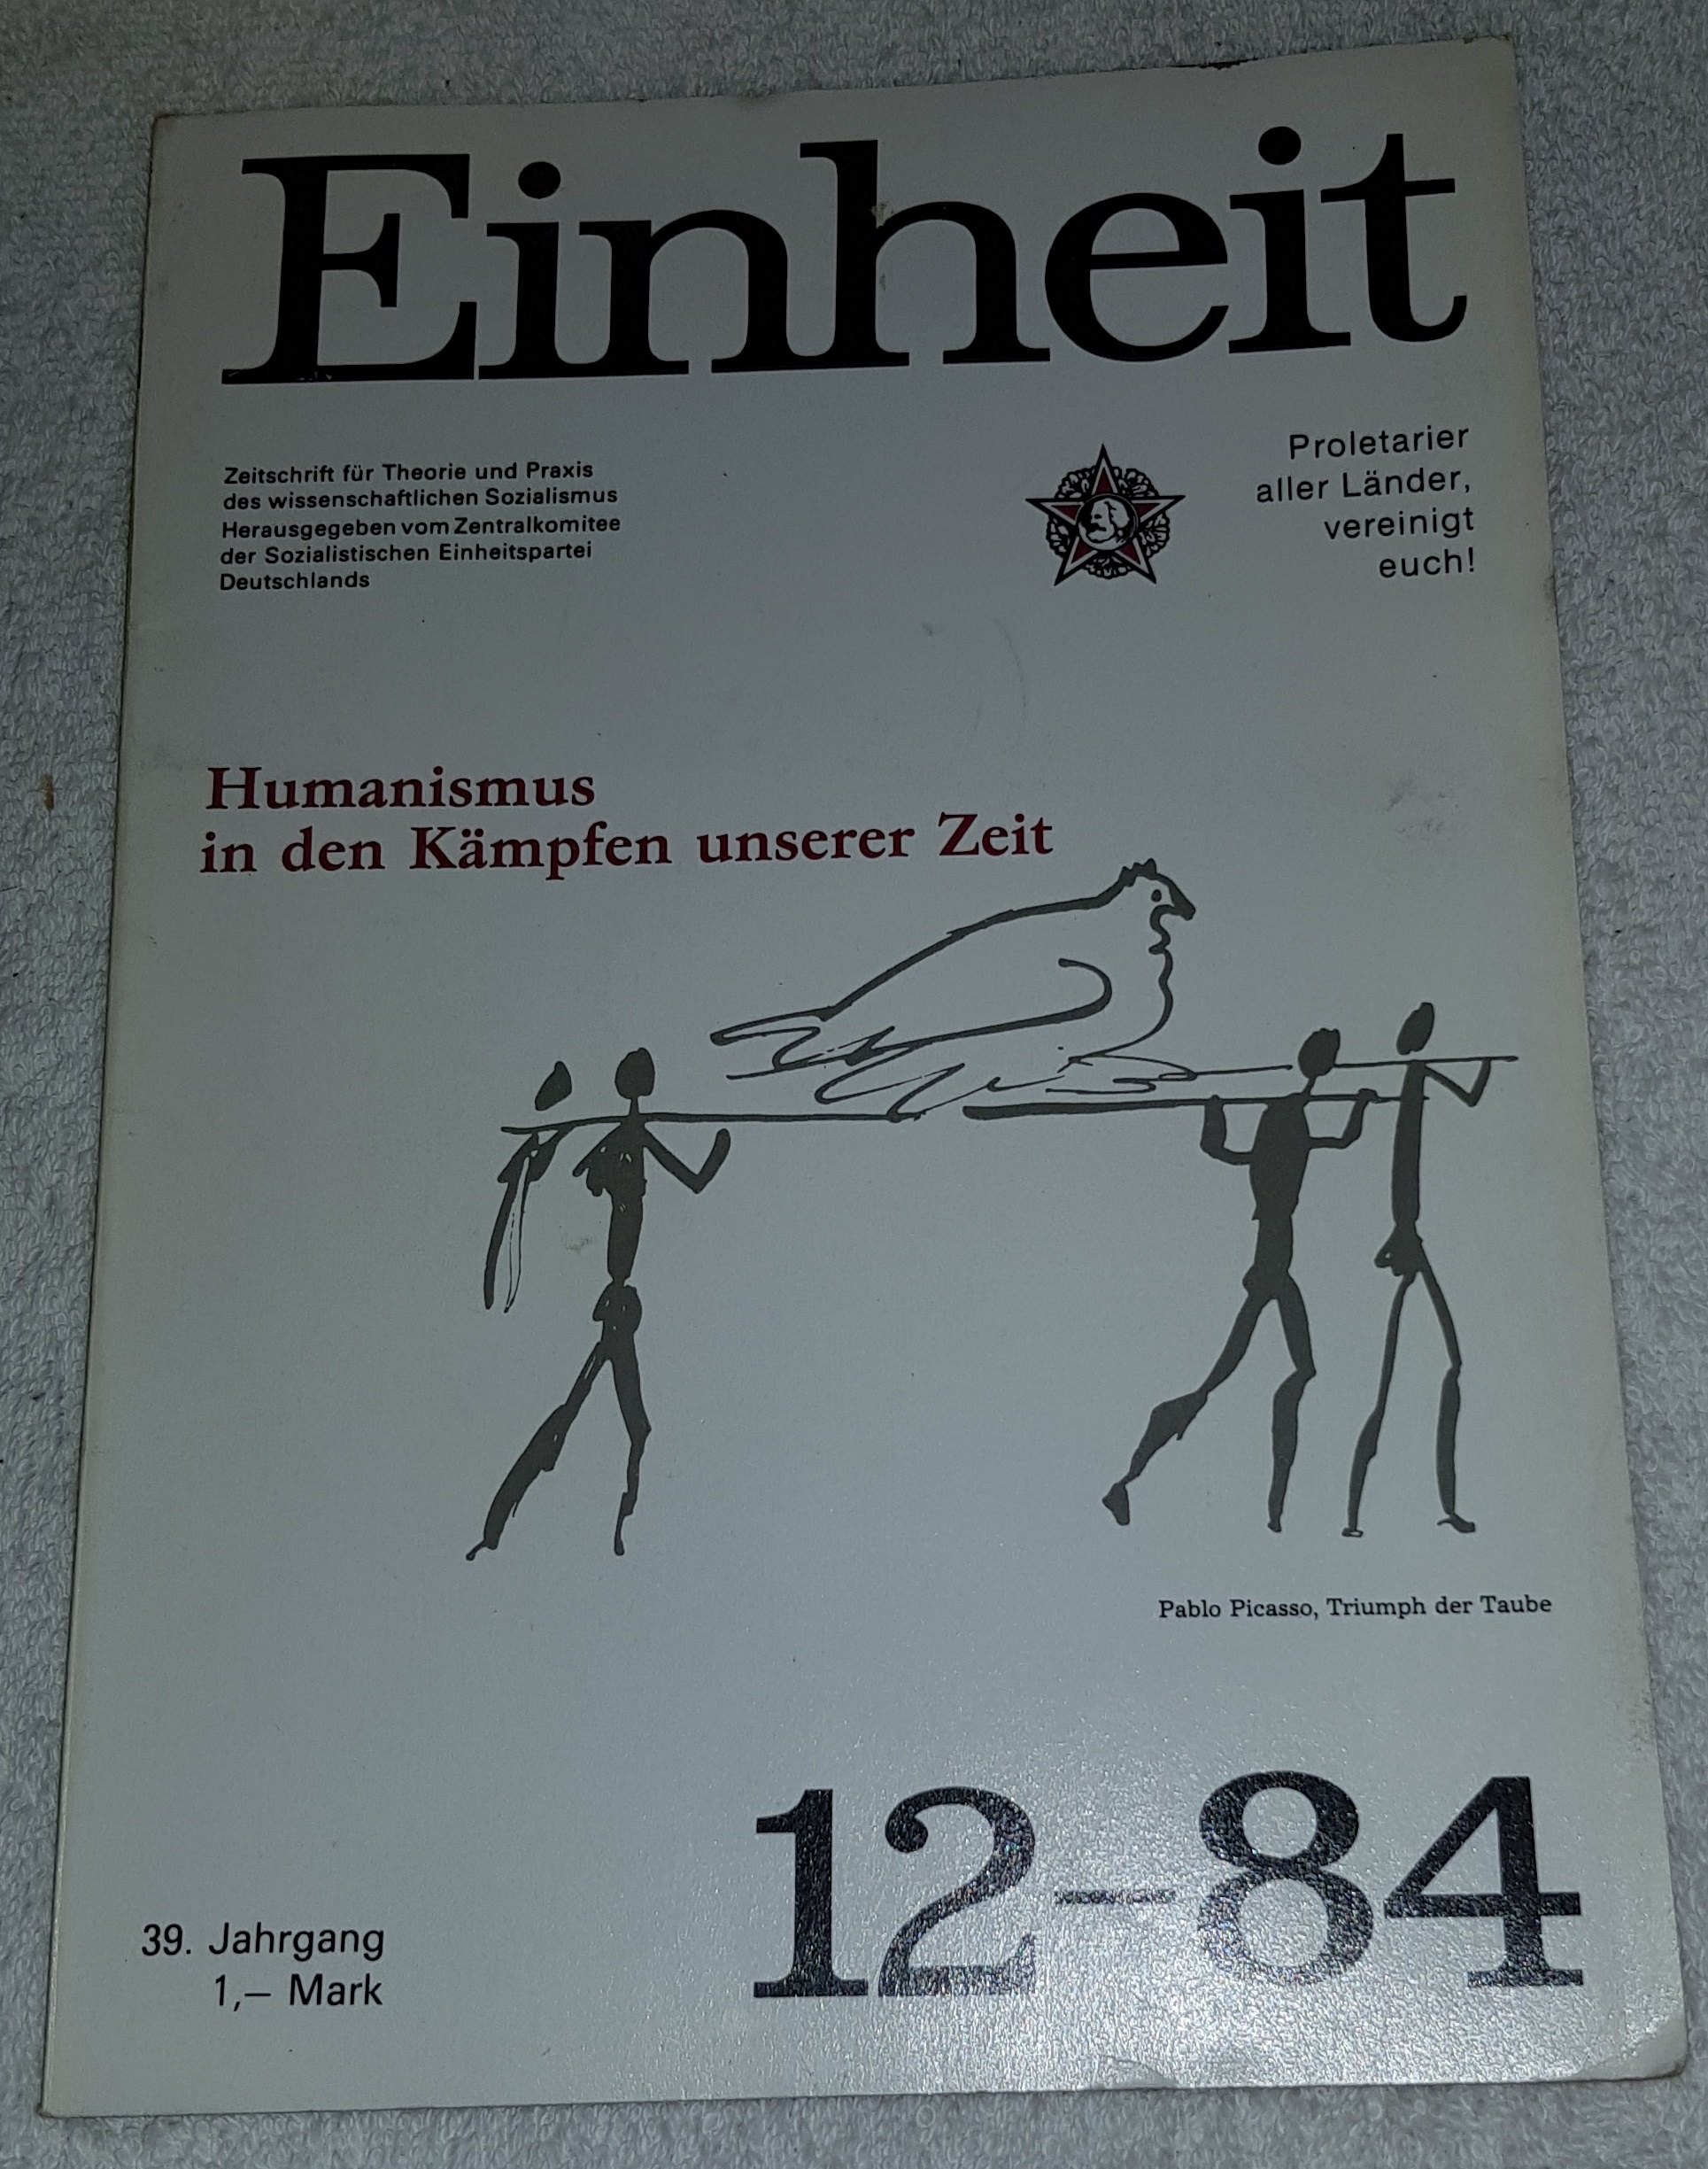 Einheit
Zeitschrift für Theorie und Praxis
des wissenschaftlichen Sozialismus
Herausgegeben vom Zentralkomitee
der Sozialistischen Einheitspartei
Deutschlands
Proletarier
aller Länder,
vereinigt
euch!
Humanismus
in den Kämpfen unserer Zeit
Pablo Picasso, Triumph der Taube
12–84
39. Jahrgang
1,– Mark